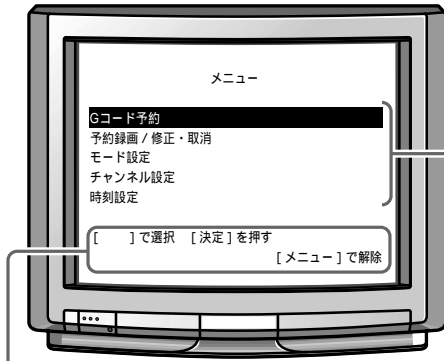 メニュー
Gコード予約
予約録画 / 修正・取消
モード設定
チャンネル設定
時刻設定
[　　] で選択　[ 決定 ] を押す
[ メニュー ] で解除